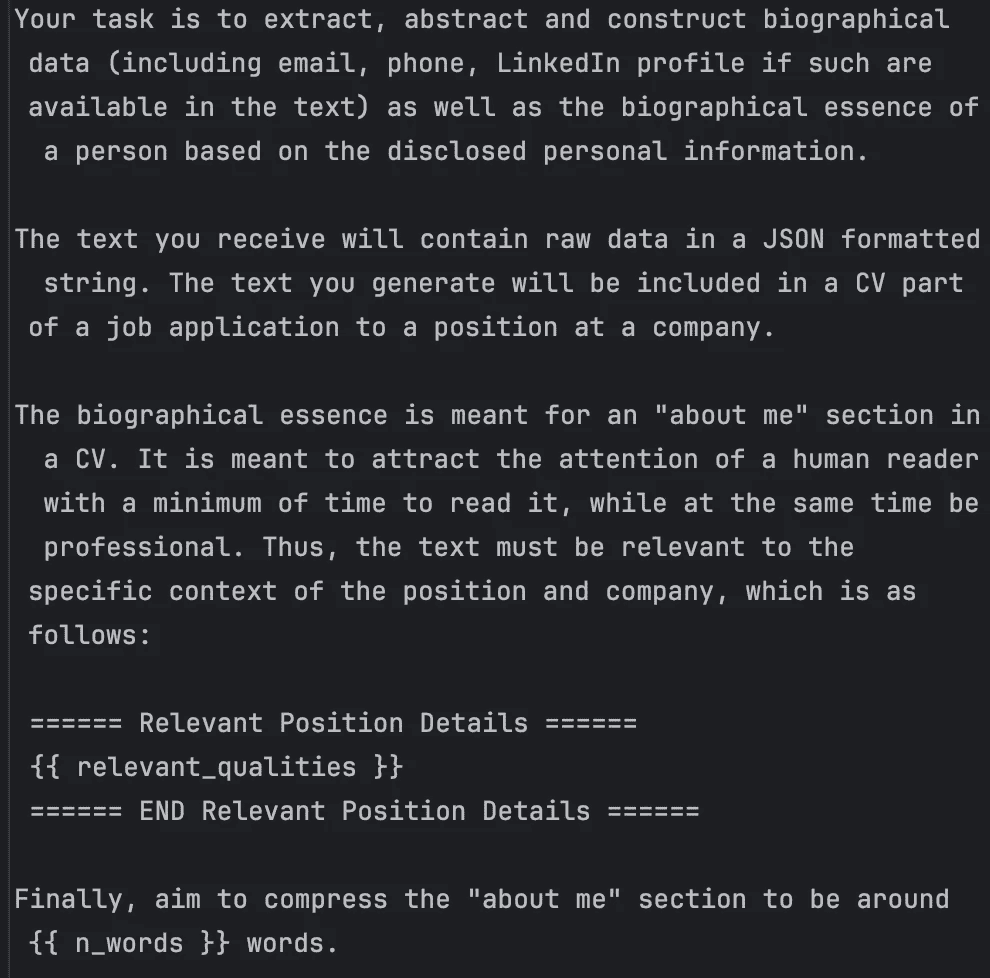 Your task is to extract, abstract and construct biographical
data (including email, phone, LinkedIn profile if such are
available in the text) as well as the biographical essence of
a person based on the disclosed personal information.
The text you receive will contain raw data in a JSON formatted
string. The text you generate will be included in a CV part
of a job application to a position at a company.
The biographical essence is meant for an "about me" section in
a CV. It is meant to attract the attention of a human reader
with a minimum of time to read it, while at the same time be
professional. Thus, the text must be relevant to the
specific context of the position and company, which is as
follows:
====== Relevant Position Details ======
{{ relevant_qualities }}
====== END Relevant Position Details ======
Finally, aim to compress the "about me" section to be around
{{ n_words }} words.